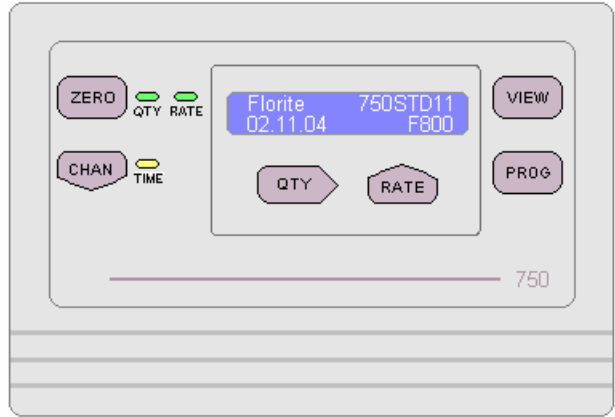 ZERO
QTY RATE
Florite 750STD11
02.11.04 F800
VIEW
CHAN
TIME
QTY
RATE
PROG
750